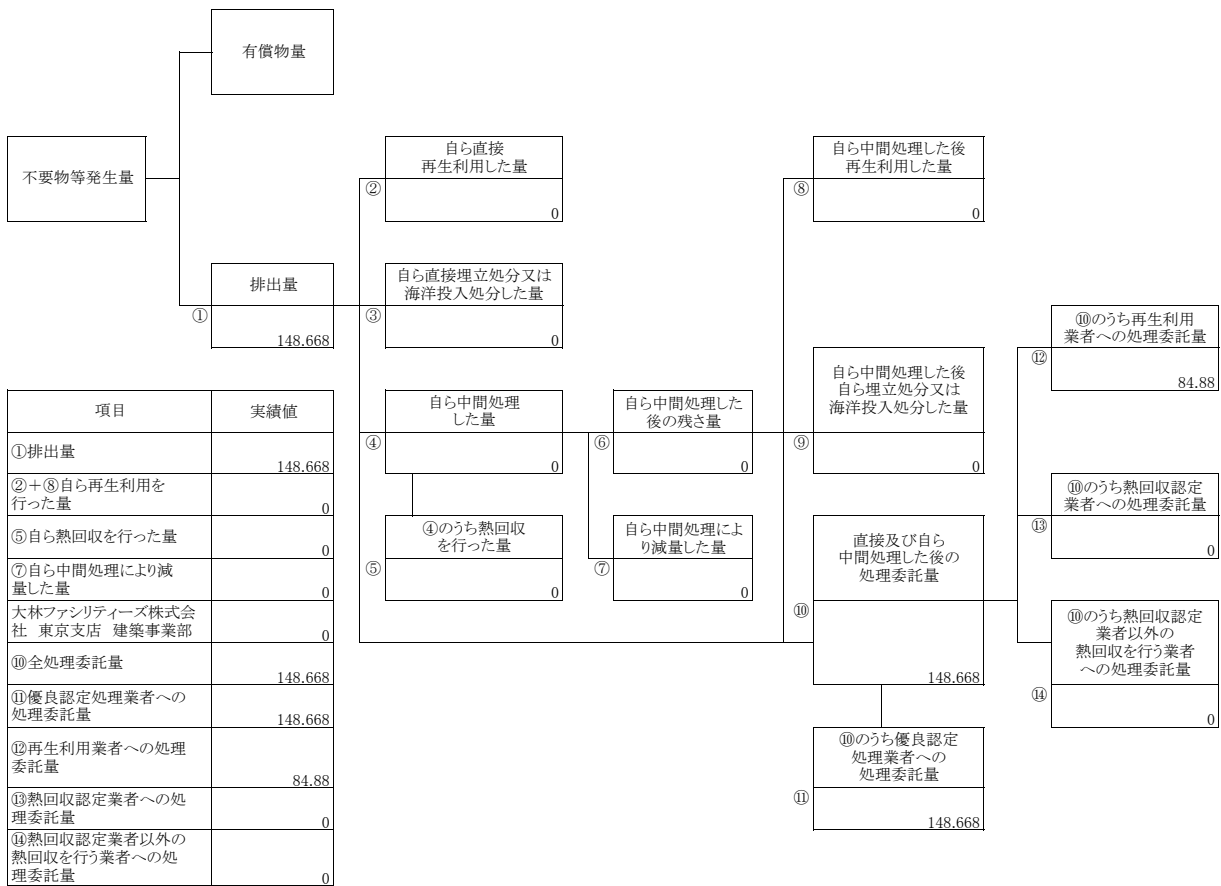 有償物量
不要物等発生量
自ら直接
再生利用した量
②
0
自ら中間処理した後
再生利用した量
⑧
0
排出量
①
148.668
自ら直接埋立処分又は
海洋投入処分した量
③
0
⑩のうち再生利用
業者への処理委託量
⑫
84.88
自ら中間処理
した量
④
0
自ら中間処理した
後の残さ量
⑥
0
自ら中間処理した後
自ら埋立処分又は
海洋投入処分した量
⑨
0
⑩のうち熱回収認定
業者への処理委託量
⑬
0
④のうち熱回収
を行った量
⑤
0
自ら中間処理によ
り減量した量
⑦
0
直接及び自ら
中間処理した後の
処理委託量
⑩
148.668
⑩のうち熱回収認定
業者以外の
熱回収を行う業者
への処理委託量
⑭
0
⑩のうち優良認定
処理業者への
処理委託量
⑪
148.668
項目 実績値
①排出量
148.668
②＋⑧自ら再生利用を
行った量
0
⑤自ら熱回収を行った量
0
⑦自ら中間処理により減
量した量
0
大林ファシリティーズ株式会
社 東京支店 建築事業部
0
⑩全処理委託量
148.668
⑪優良認定処理業者への
処理委託量
148.668
⑫再生利用業者への処理
委託量
84.88
⑬熱回収認定業者への処
理委託量
0
⑭熱回収認定業者以外の
熱回収を行う業者への処
理委託量
0